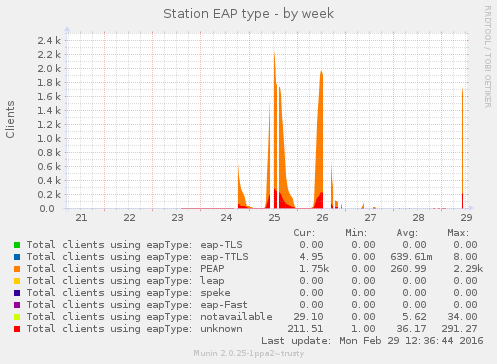 Station EAP type - by week
RRDTOOL / TOBI OETIKER
Clients
2.4 k
2.2 k
2.0 k
1.8 k
1.6 k
1.4 k
1.2 k
1.0 k
0.8 k
0.6 k
0.4 k
0.2 k
0.0
21 22 23 24 25 26 27 28 29
Cur: Min: Avg: Max:
Total clients using eapType: eap-TLS 0.00 0.00 0.00 0.00
Total clients using eapType: eap-TTLS 4.95 0.00 639.61m 8.00
Total clients using eapType: PEAP 1.75k 0.00 260.99 2.29k
Total clients using eapType: leap 0.00 0.00 0.00 0.00
Total clients using eapType: speke 0.00 0.00 0.00 0.00
Total clients using eapType: eap-Fast 0.00 0.00 0.00 0.00
Total clients using eapType: notavailable 29.10 0.00 5.62 34.00
Total clients using eapType: unknown 211.51 1.00 36.17 291.27
Last update: Mon Feb 29 12:36:44 2016
Munin 2.0.25-1ppa2~trusty